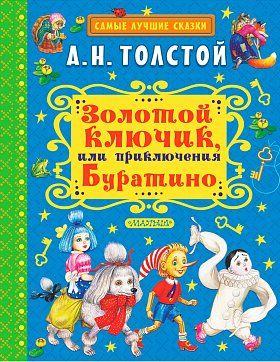 САМЫЕ ЛУЧШИЕ СКАЗКИ
А.Н. ТОЛСТОЙ
Золотой
ключик,
или приключения
Буратино
МАЛЫШ